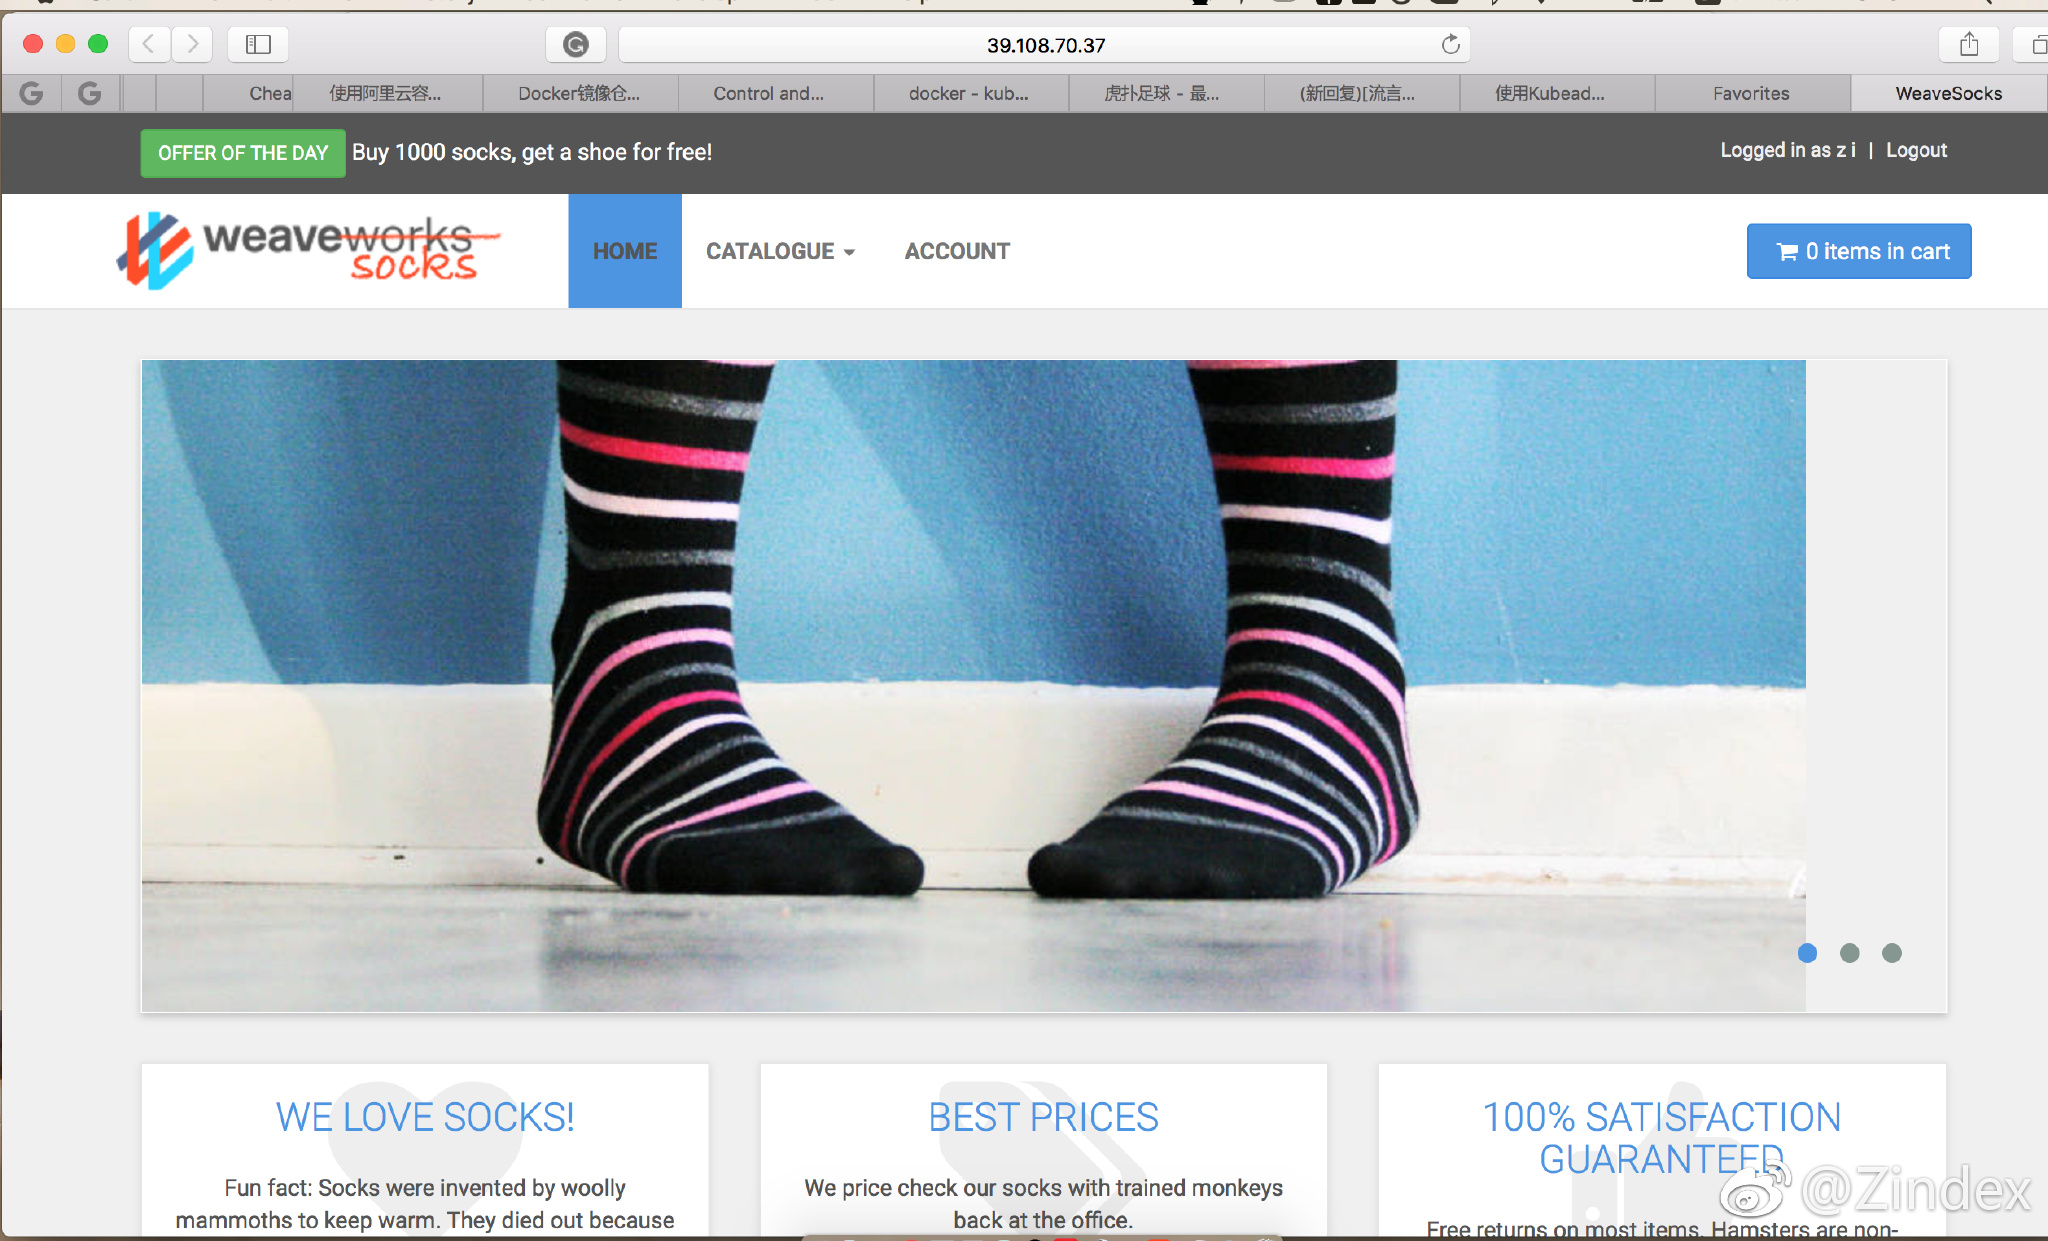 39.108.70.37
Chea
使用阿里云容...
Docker镜像仓...
Control and...
docker - kub...
虎扑足球 - 最...
(新回复)[流言...
使用Kubead...
Favorites
WeaveSocks
OFFER OF THE DAY Buy 1000 socks, get a shoe for free!
Logged in as z i | Logout
weaveworks
socks
HOME
CATALOGUE
ACCOUNT
0 items in cart
WE LOVE SOCKS!
Fun fact: Socks were invented by woolly
mammoths to keep warm. They died out because
BEST PRICES
We price check our socks with trained monkeys
back at the office.
100% SATISFACTION
GUARANTEED
Free returns on most items. Hamsters are non-
@Zindex